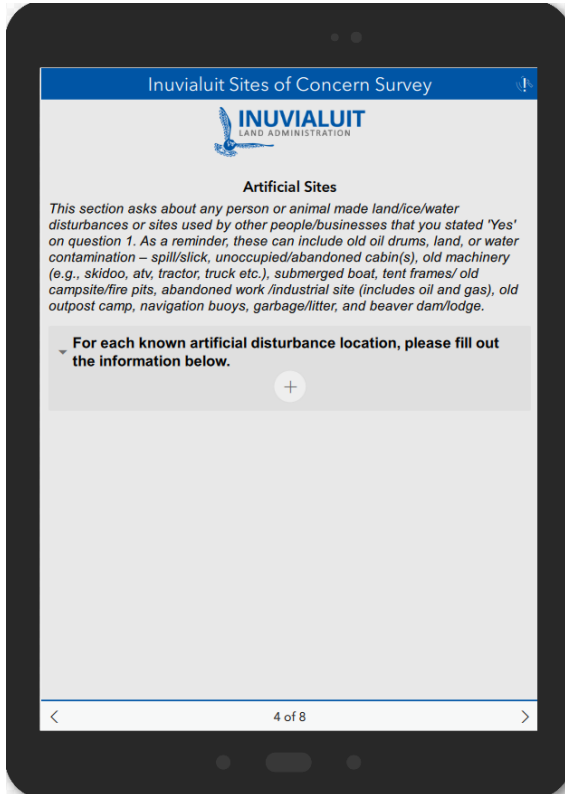 Inuvialuit Sites of Concern Survey
INUVIALUIT
LAND ADMINISTRATION
Artificial Sites
This section asks about any person or animal made land/ice/water
disturbances or sites used by other people/businesses that you stated 'Yes'
on question 1. As a reminder, these can include old oil drums, land, or water
contamination – spill/slick, unoccupied/abandoned cabin(s), old machinery
(e.g., skidoo, atv, tractor, truck etc.), submerged boat, tent frames/ old
campsite/fire pits, abandoned work /industrial site (includes oil and gas), old
outpost camp, navigation buoys, garbage/litter, and beaver dam/lodge.
For each known artificial disturbance location, please fill out
the information below.
+
4 of 8